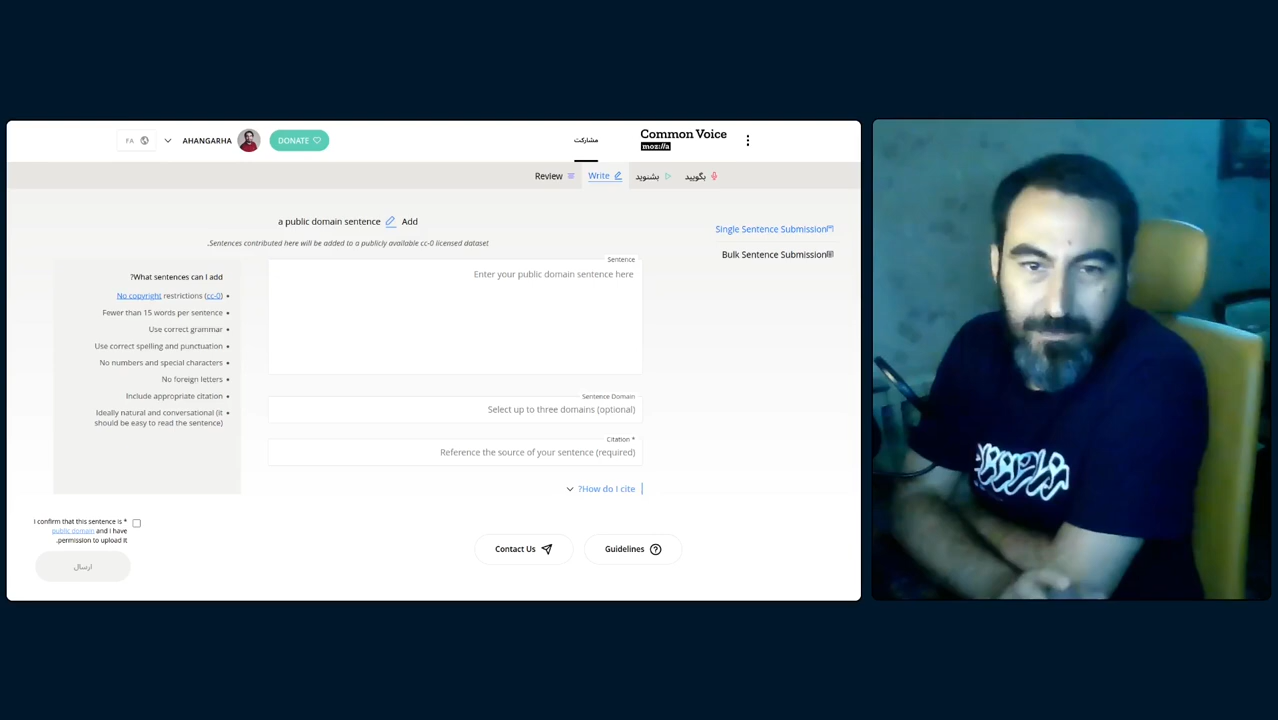 FA
AHANGARHA
DONATE
مشارکت
Common Voice
moz://a
Review
Write
بشنوید
بگویید
a public domain sentence Add
.Sentences contributed here will be added to a publicly available cc-0 licensed dataset
Single Sentence Submission
Bulk Sentence Submission
?What sentences can I add
No copyright restrictions (cc-0)
Fewer than 15 words per sentence
Use correct grammar
Use correct spelling and punctuation
No numbers and special characters
No foreign letters
Include appropriate citation
Ideally natural and conversational (it
should be easy to read the sentence)
Sentence
Enter your public domain sentence here
Sentence Domain
Select up to three domains (optional)
Citation *
Reference the source of your sentence (required)
?How do I cite
I confirm that this sentence is *
public domain and I have
.permission to upload it
ارسال
Contact Us
Guidelines